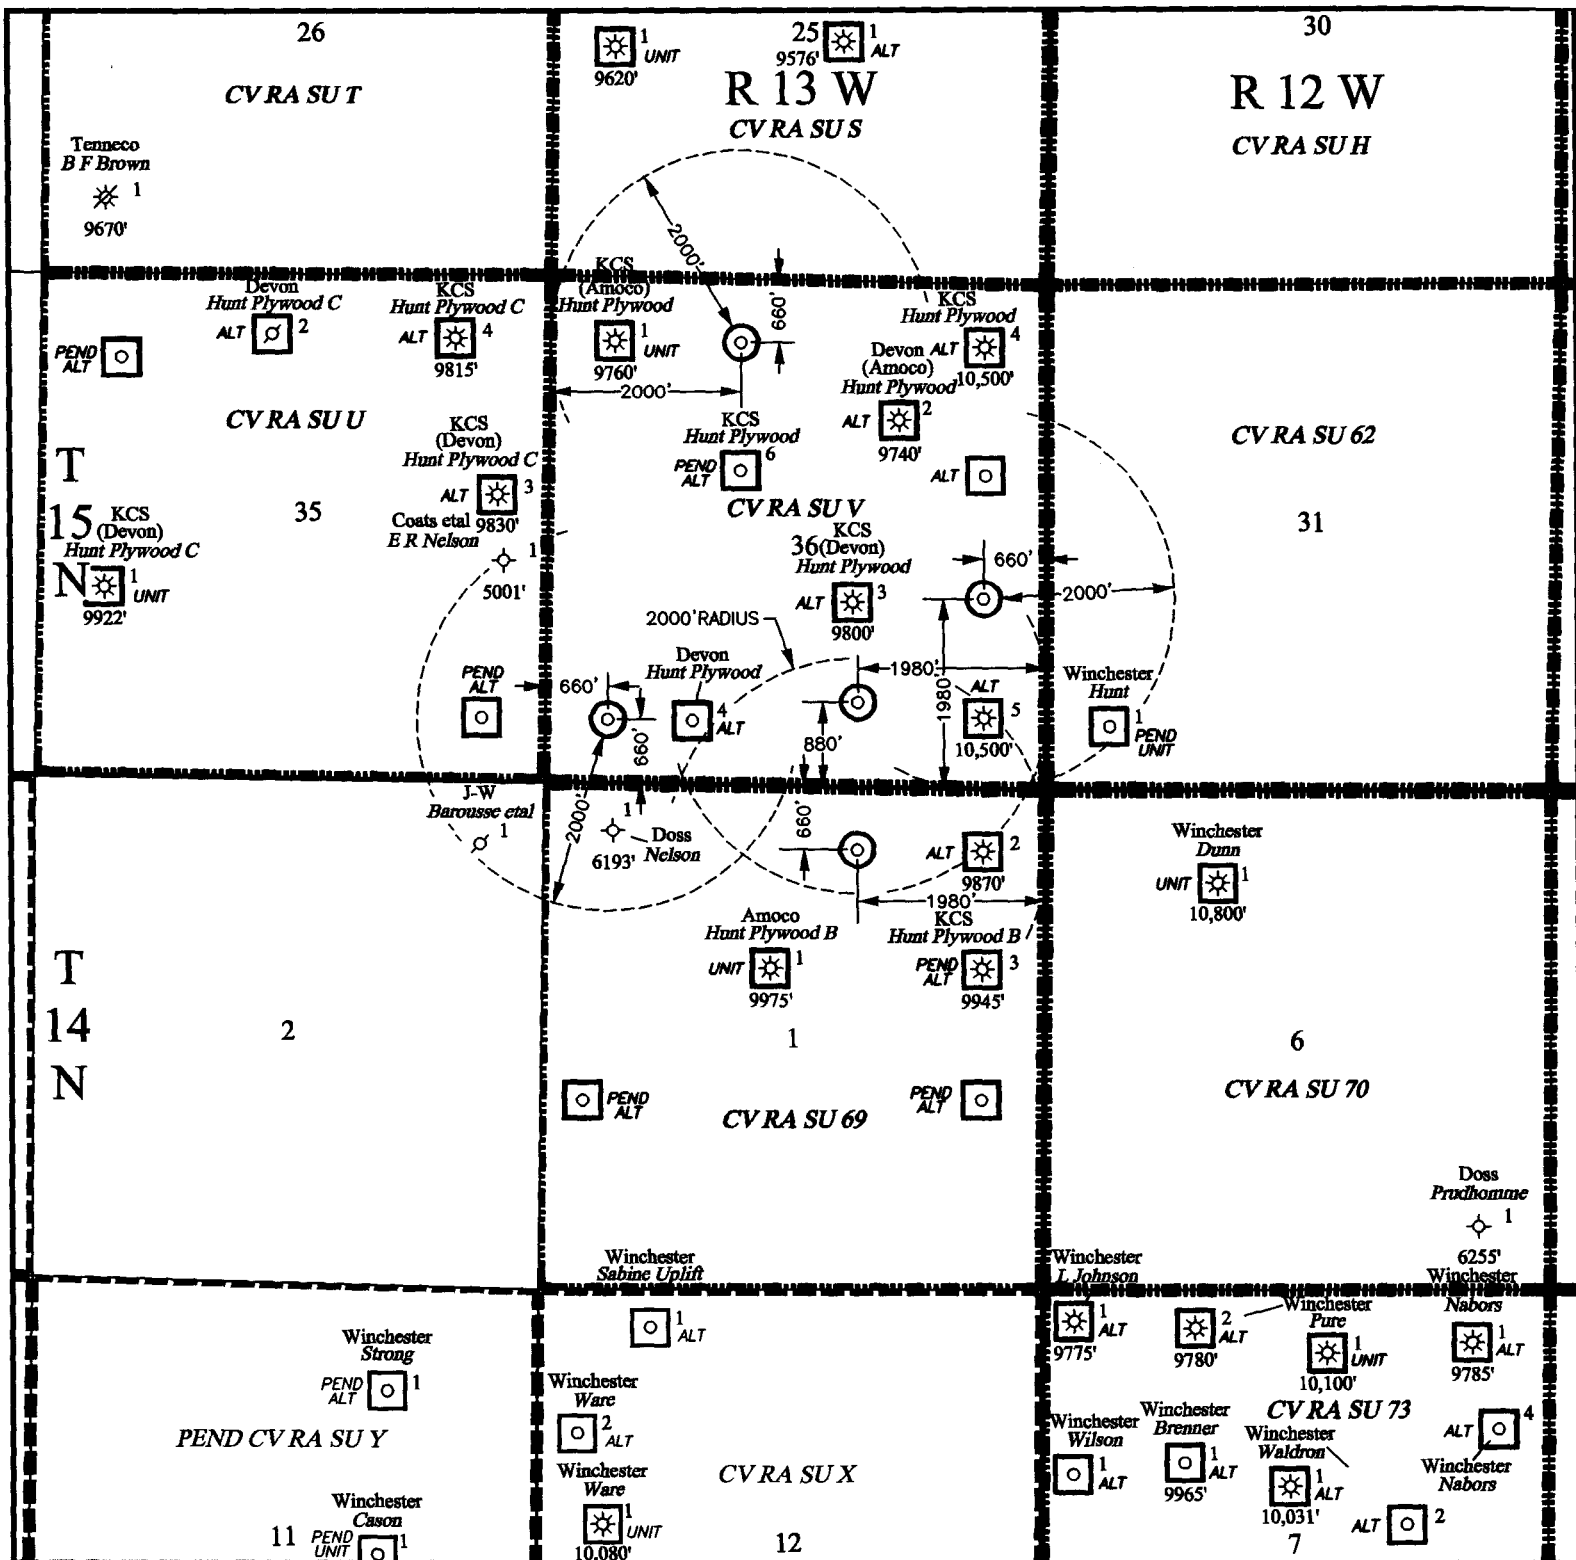 26
CV RA SU T
Tenneco
B F Brown
1
9670'
1
UNIT
9620'
25
9576'
1
ALT
R 13 W
CV RA SU S
30
R 12 W
CV RA SU H
2000'
660'
2000'
Devon
Hunt Plywood C
ALT
2
PEND
ALT
KCS
Hunt Plywood C
ALT
4
9815'
CV RA SU U
KCS
(Devon)
Hunt Plywood C
ALT
3
9830'
35
Coats etal
E R Nelson
1
5001'
T
15
N
KCS
(Devon)
Hunt Plywood C
1
UNIT
9922'
PEND
ALT
KCS
(Amoco)
Hunt Plywood
1
UNIT
9760'
KCS
Hunt Plywood
ALT
4
10,500'
Devon
(Amoco)
Hunt Plywood
ALT
2
9740'
KCS
Hunt Plywood
PEND
ALT
6
ALT
CV RA SU V
36
KCS
(Devon)
Hunt Plywood
ALT
3
9800'
660'
2000'
2000' RADIUS
Devon
Hunt Plywood
4
ALT
660'
660'
2000'
1980'
1980'
880'
ALT
5
10,500'
CV RA SU 62
31
Winchester
Hunt
1
PEND
UNIT
J-W
Barousse etal
1
1
6193'
Doss
Nelson
660'
1980'
ALT
2
9870'
Amoco
Hunt Plywood B
UNIT
1
9975'
KCS
Hunt Plywood B
PEND
ALT
3
9945'
Winchester
Dunn
UNIT
1
10,800'
T
14
N
2
1
6
PEND
ALT
PEND
ALT
CV RA SU 69
CV RA SU 70
Doss
Prudhomme
1
6255'
Winchester
Sabine Uplift
1
ALT
Winchester
L Johnson
1
ALT
9775'
2
ALT
9780'
Winchester
Pure
1
UNIT
10,100'
Winchester
Nabors
1
ALT
9785'
Winchester
Strong
PEND
ALT
1
PEND CV RA SU Y
Winchester
Cason
11
PEND
UNIT
1
Winchester
Ware
2
ALT
Winchester
Ware
1
UNIT
10,080'
CV RA SU X
12
CV RA SU 73
Winchester
Wilson
1
ALT
Winchester
Brenner
1
ALT
9965'
Winchester
Waldron
1
ALT
10,031'
ALT
4
Winchester
Nabors
ALT
2
7